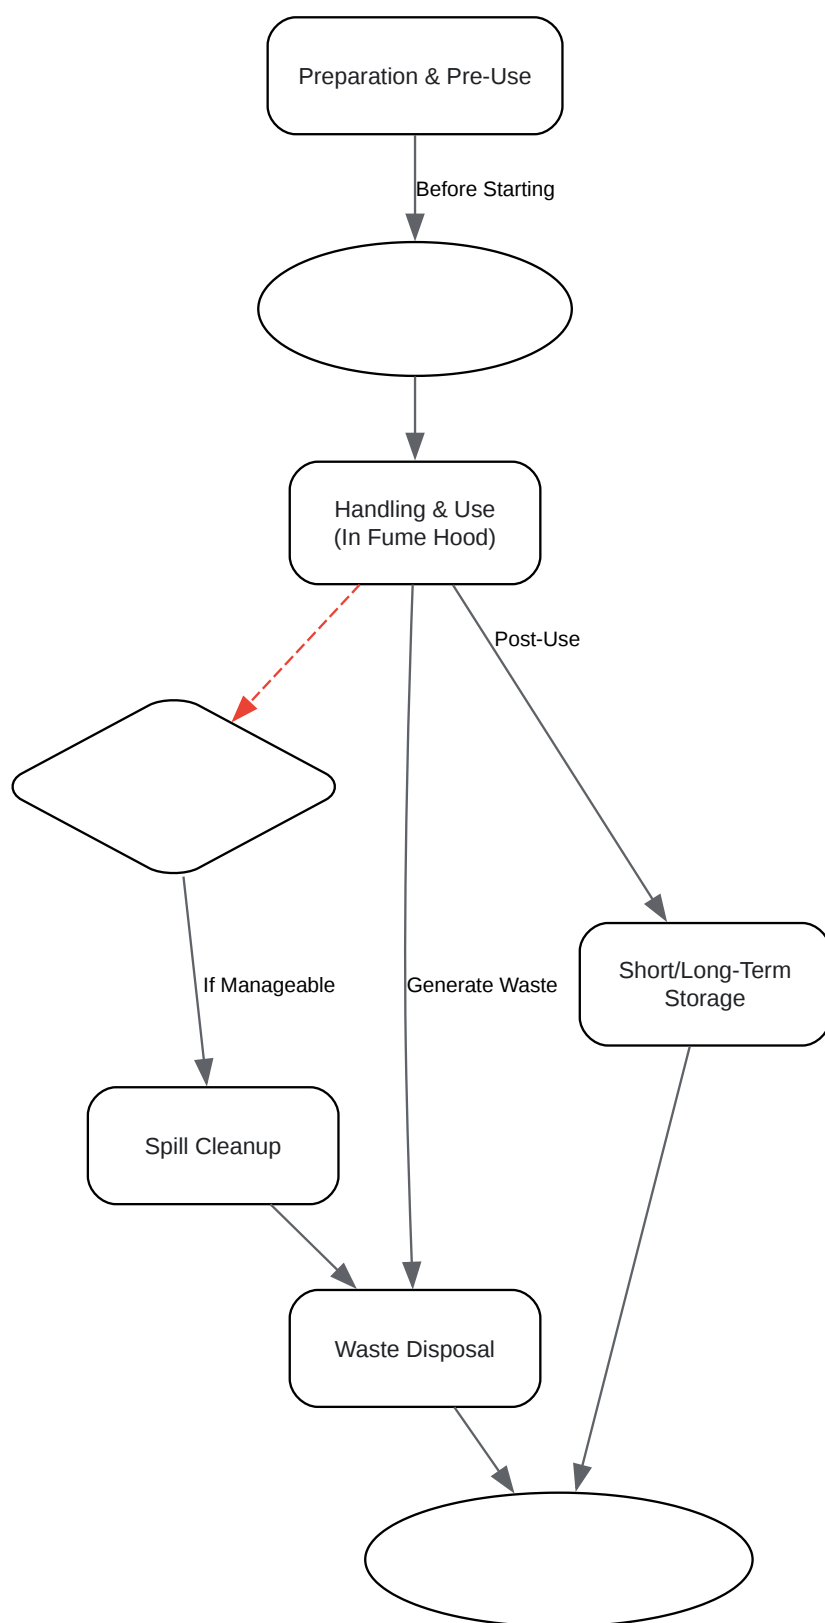 Preparation & Pre-Use
Before Starting
Handling & Use
(In Fume Hood)
Post-Use
Short/Long-Term
Storage
If Manageable
Generate Waste
Spill Cleanup
Waste Disposal